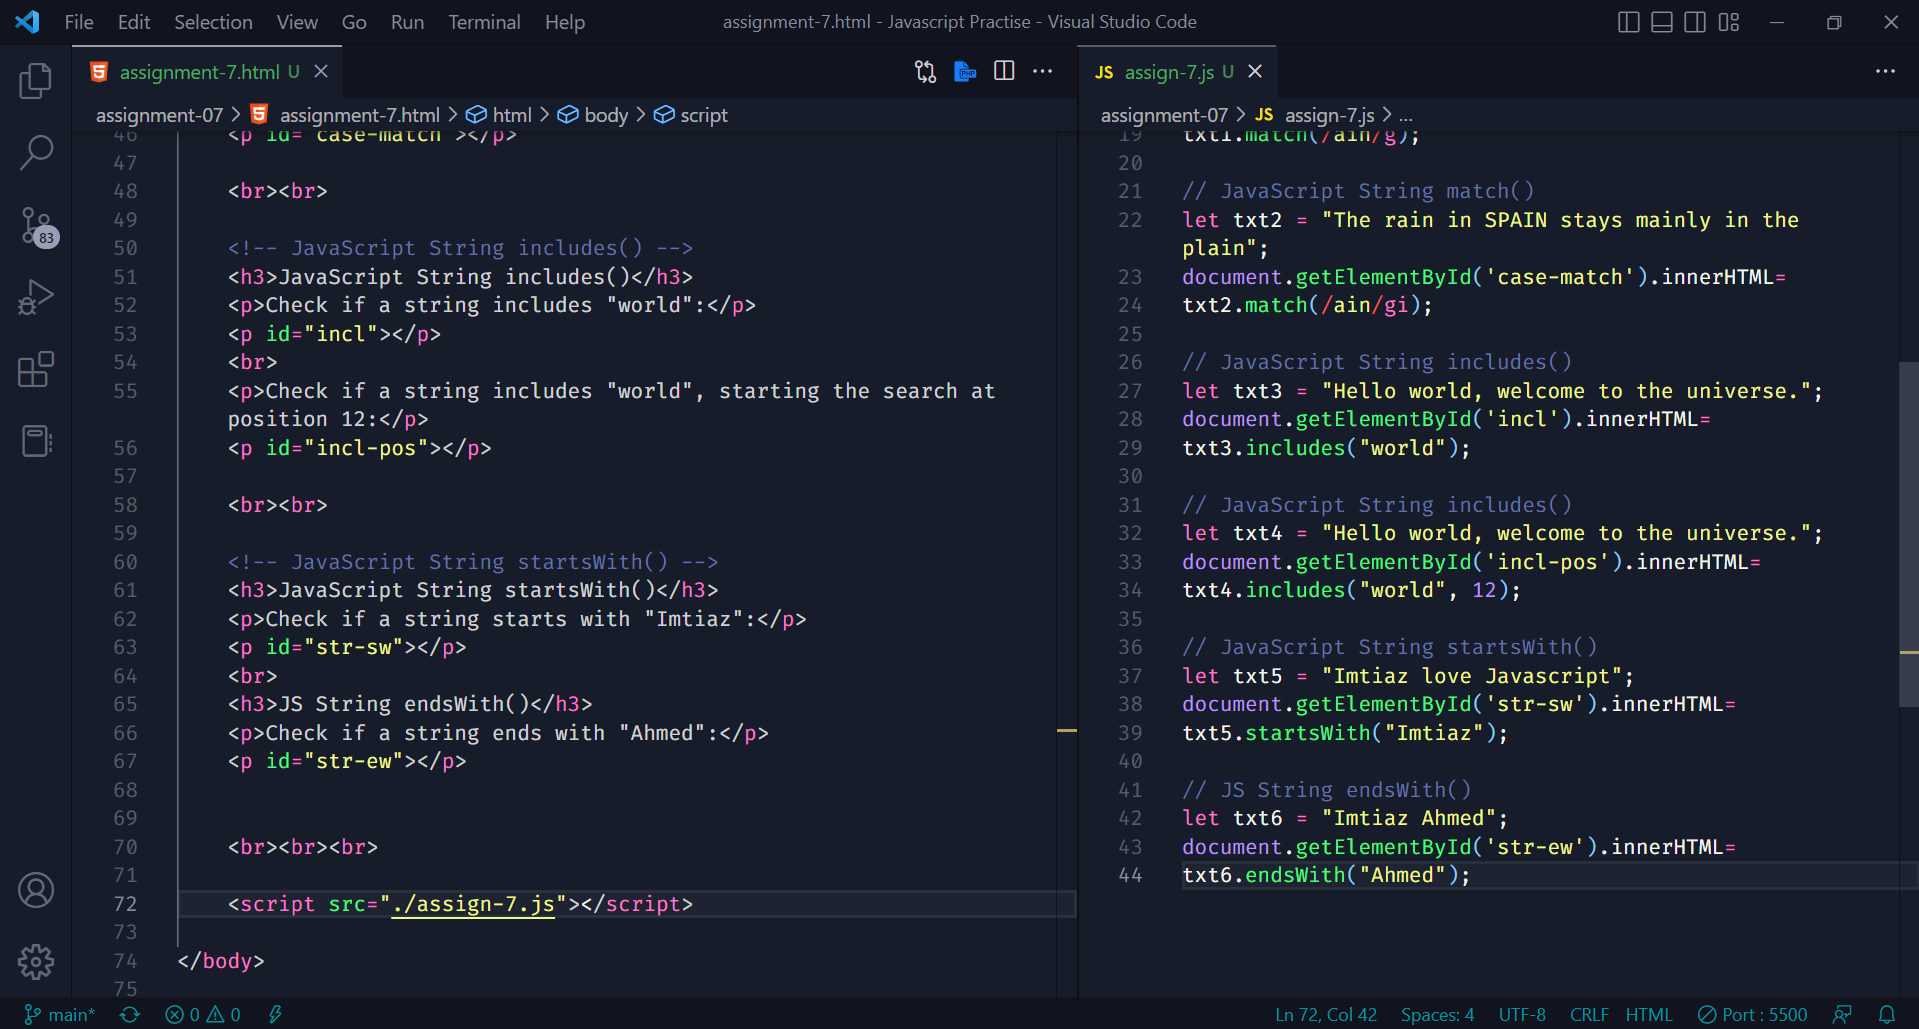 File Edit Selection View Go Run Terminal Help
assignment-7.html - Javascript Practise - Visual Studio Code
assignment-7.html U
assignment-07 > assignment-7.html > html > body > script
46 <p id="case-match"></p>
47
48 <br><br>
49
50 <!-- JavaScript String includes() -->
51 <h3>JavaScript String includes()</h3>
52 <p>Check if a string includes "world":</p>
53 <p id="incl"></p>
54 <br>
55 <p>Check if a string includes "world", starting the search at
position 12:</p>
56 <p id="incl-pos"></p>
57
58 <br><br>
59
60 <!-- JavaScript String startsWith() -->
61 <h3>JavaScript String startsWith()</h3>
62 <p>Check if a string starts with "Imtiaz":</p>
63 <p id="str-sw"></p>
64 <br>
65 <h3>JS String endsWith()</h3>
66 <p>Check if a string ends with "Ahmed":</p>
67 <p id="str-ew"></p>
68
69
70 <br><br><br>
71
72 <script src="./assign-7.js"></script>
73
74 </body>
75
JS assign-7.js U
assignment-07 > JS assign-7.js > ...
19 txt1.match(/ain/g);
20
21 // JavaScript String match()
22 let txt2 = "The rain in SPAIN stays mainly in the
plain";
23 document.getElementById('case-match').innerHTML=
24 txt2.match(/ain/gi);
25
26 // JavaScript String includes()
27 let txt3 = "Hello world, welcome to the universe.";
28 document.getElementById('incl').innerHTML=
29 txt3.includes("world");
30
31 // JavaScript String includes()
32 let txt4 = "Hello world, welcome to the universe.";
33 document.getElementById('incl-pos').innerHTML=
34 txt4.includes("world", 12);
35
36 // JavaScript String startsWith()
37 let txt5 = "Imtiaz love Javascript";
38 document.getElementById('str-sw').innerHTML=
39 txt5.startsWith("Imtiaz");
40
41 // JS String endsWith()
42 let txt6 = "Imtiaz Ahmed";
43 document.getElementById('str-ew').innerHTML=
44 txt6.endsWith("Ahmed");
83
main* 0 0
Ln 72, Col 42 Spaces: 4 UTF-8 CRLF HTML Port : 5500